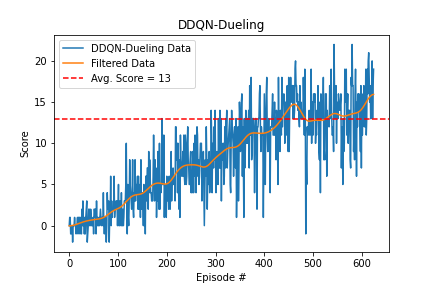 DDQN-Dueling
DDQN-Dueling Data
Filtered Data
Avg. Score = 13
Score
20
15
10
5
0
0 100 200 300 400 500 600
Episode #